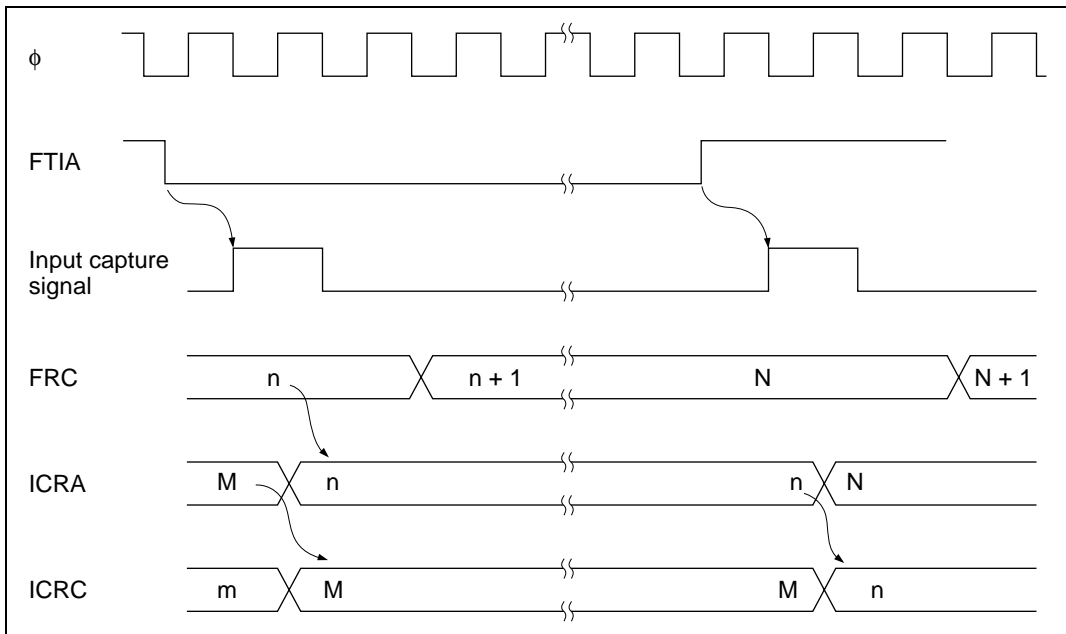 ϕ
FTIA
Input capture
signal
FRC
n
n + 1
N
N + 1
ICRA
M
n
n
N
ICRC
m
M
M
n